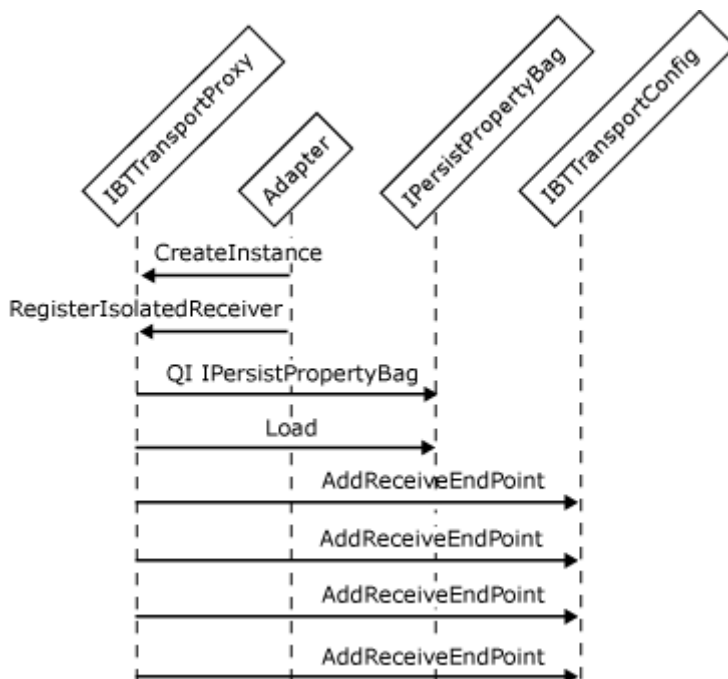 IBTTransportProxy
Adapter
IPersistPropertyBag
IBTTransportConfig
CreateInstance
RegisterIsolatedReceiver
QI IPersistPropertyBag
Load
AddReceiveEndPoint
AddReceiveEndPoint
AddReceiveEndPoint
AddReceiveEndPoint